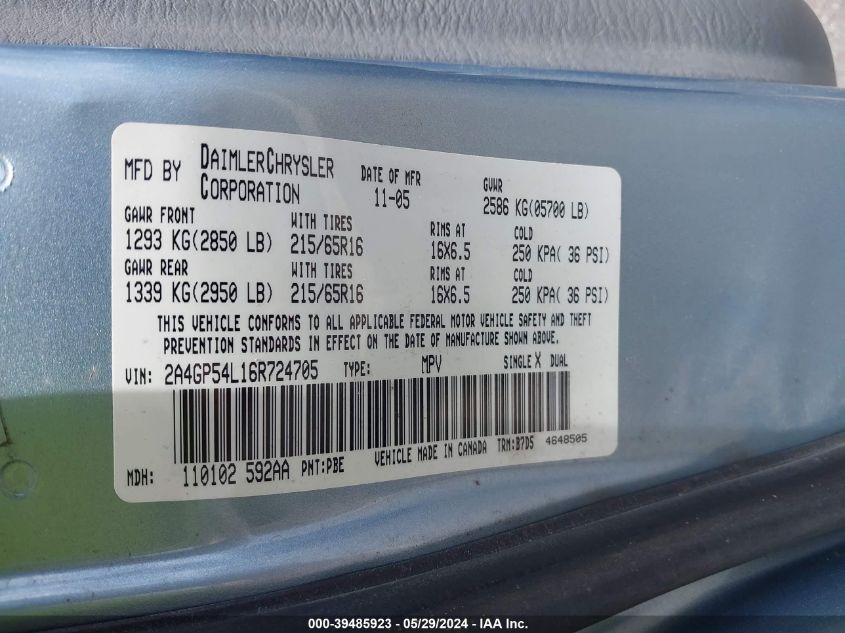 MFD BY DAIMLERCHRYSLER CORPORATION
DATE OF MFR 11-05
GVWR 2586 KG(05700 LB)
GAWR FRONT WITH TIRES RIMS AT COLD
1293 KG(2850 LB) 215/65R16 16X6.5 250 KPA( 36 PSI)
GAWR REAR WITH TIRES RIMS AT COLD
1339 KG(2950 LB) 215/65R16 16X6.5 250 KPA( 36 PSI)
THIS VEHICLE CONFORMS TO ALL APPLICABLE FEDERAL MOTOR VEHICLE SAFETY AND THEFT
PREVENTION STANDARDS IN EFFECT ON THE DATE OF MANUFACTURE SHOWN ABOVE.
VIN: 2A4GP54L16R724705 TYPE: MPV SINGLE X DUAL
MDH: 110102 592AA PNT:PBE VEHICLE MADE IN CANADA TRM:B7D5 4648505
000-39485923 - 05/29/2024 - IAA Inc.